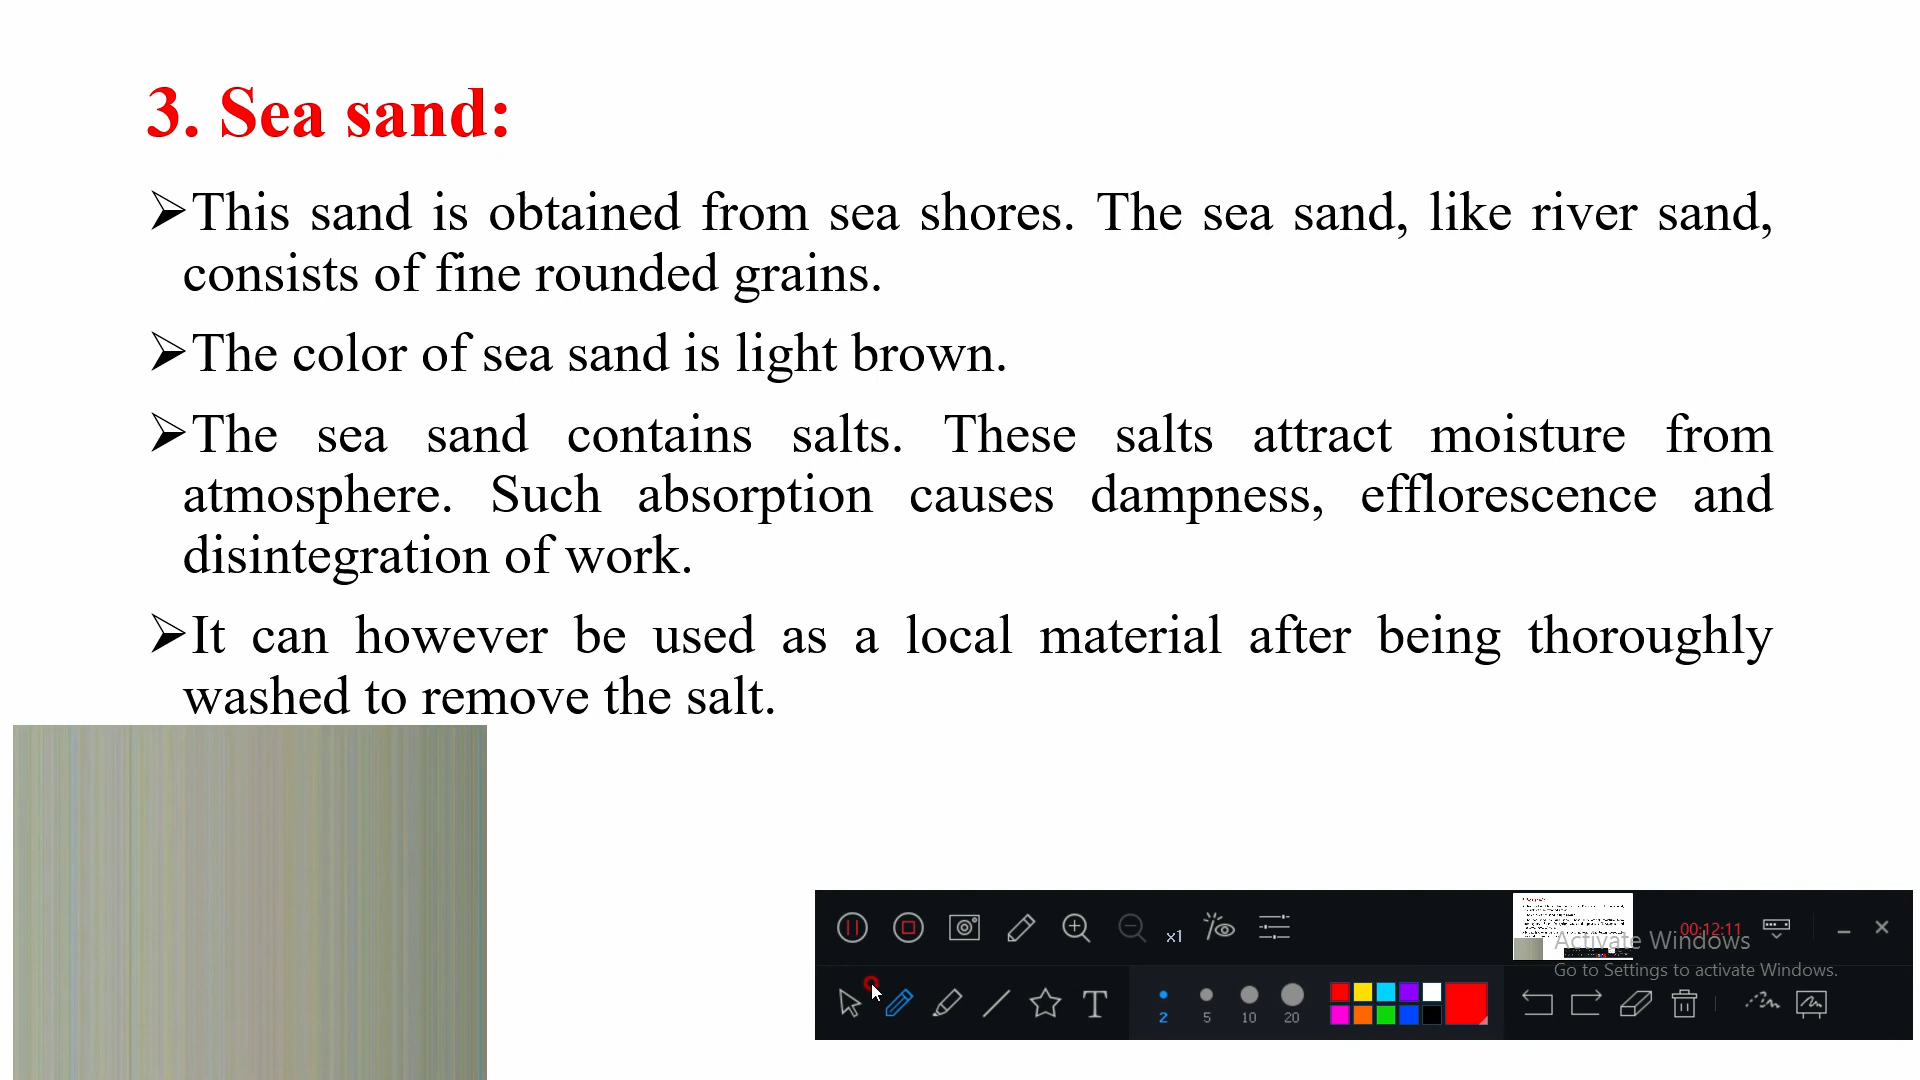 3. Sea sand:
➢This sand is obtained from sea shores. The sea sand, like river sand,
consists of fine rounded grains.
➢The color of sea sand is light brown.
➢The sea sand contains salts. These salts attract moisture from
atmosphere. Such absorption causes dampness, efflorescence and
disintegration of work.
➢It can however be used as a local material after being thoroughly
washed to remove the salt.
x1
00:12:11
Activate Windows
Go to Settings to activate Windows.
T
2 5 10 20